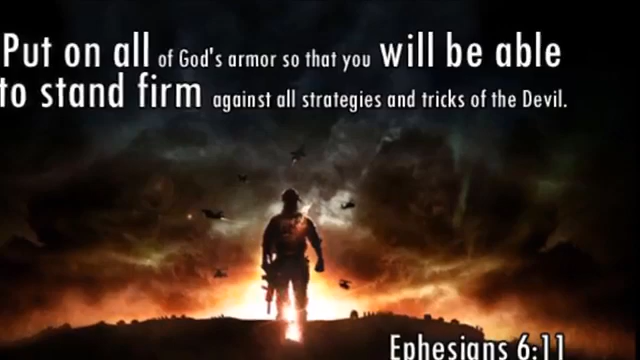 Put on all of God's armor so that you will be able
to stand firm against all strategies and tricks of the Devil.
Ephesians 6:11